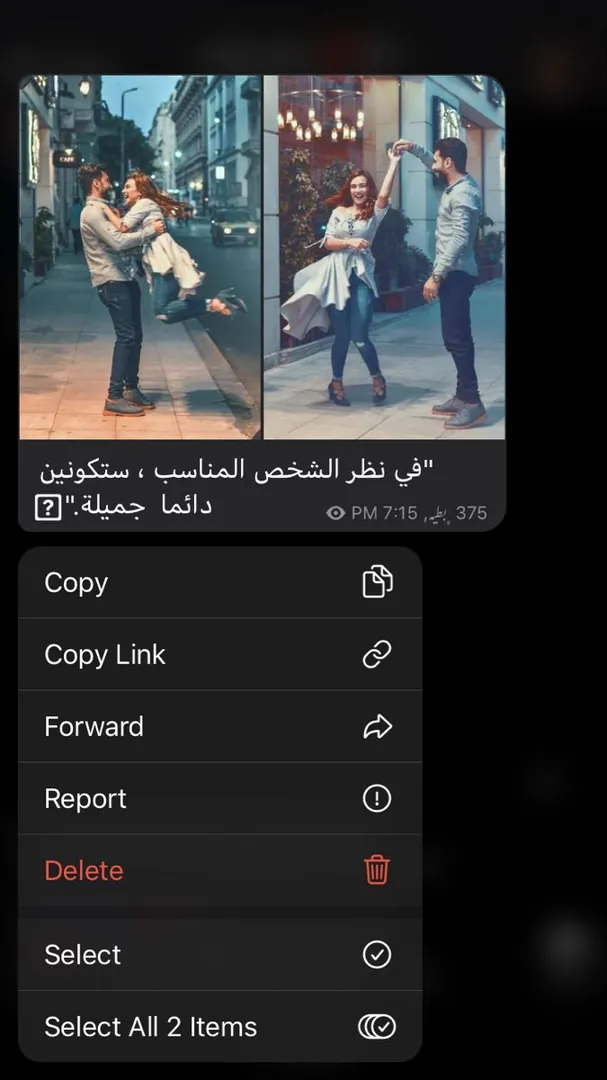 CAFE
"في نظر الشخص المناسب ، ستكونين
دائما جميلة."
375 بطيه, 7:15 PM
Copy
Copy Link
Forward
Report
Delete
Select
Select All 2 Items